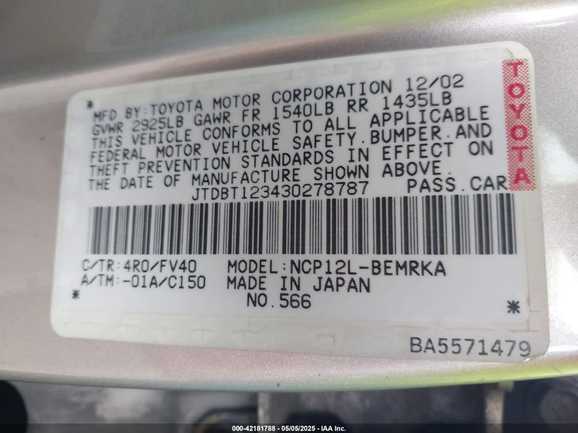 MFD BY:TOYOTA MOTOR CORPORATION 12/02
GVWR 2925LB GAWR FR 1540LB RR 1435LB
THIS VEHICLE CONFORMS TO ALL APPLICABLE
FEDERAL MOTOR VEHICLE SAFETY.BUMPER.AND
THEFT PREVENTION STANDARDS IN EFFECT ON
THE DATE OF MANUFACTURE SHOWN ABOVE.
JTDBT123430278787 PASS.CAR
TOYOTA
C/TR:4R0/FV40 MODEL:NCP12L-BEMRKA
A/TM:-01A/C150 MADE IN JAPAN
NO.566
BA5571479
000-42181788 - 05/05/2025 - IAA Inc.